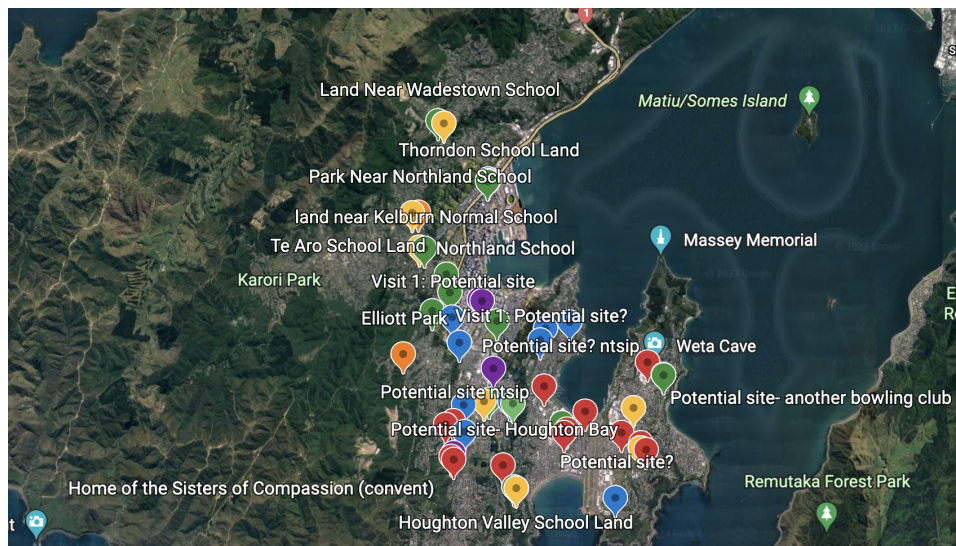 1
Land Near Wadestown School
Matiu/Somes Island
Thorndon School Land
Park Near Northland School
land near Kelburn Normal School
Te Aro School Land
Northland School
Massey Memorial
Karori Park
Visit 1: Potential site
Elliott Park
Visit 1: Potential site?
Potential site? ntsip
Weta Cave
Potential site ntsip
Potential site- another bowling club
Potential site- Houghton Bay
Potential site?
Remutaka Forest Park
Home of the Sisters of Compassion (convent)
Houghton Valley School Land